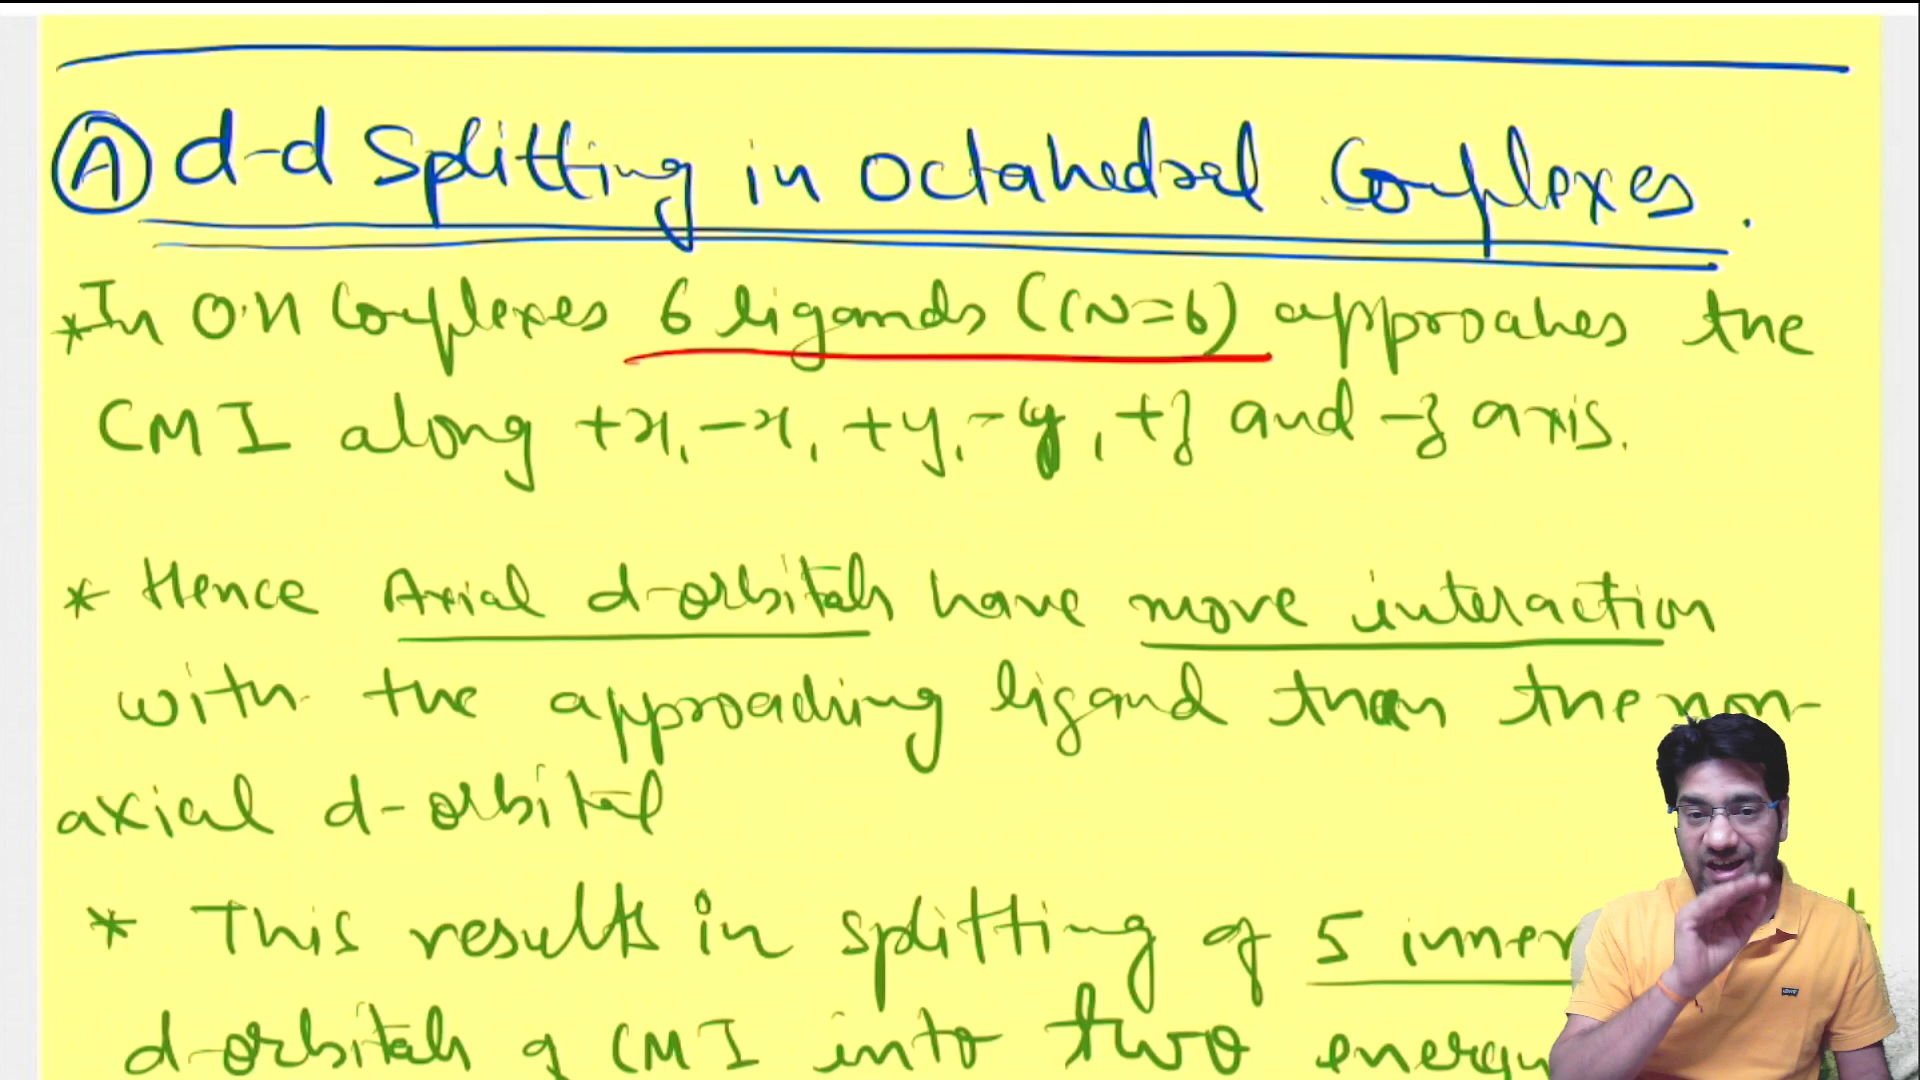 A d-d Splitting in Octahedral Complexes.
*In O.H Complexes 6 ligands (CN=6) approaches the
CMI along +x, -x, +y, -y, +z and -z axis.
* Hence Axial d-orbitals have more interaction
with the approaching ligand than the non-
axial d-orbital
* This results in splitting of 5 inner
d-orbitals of CMI into two energy